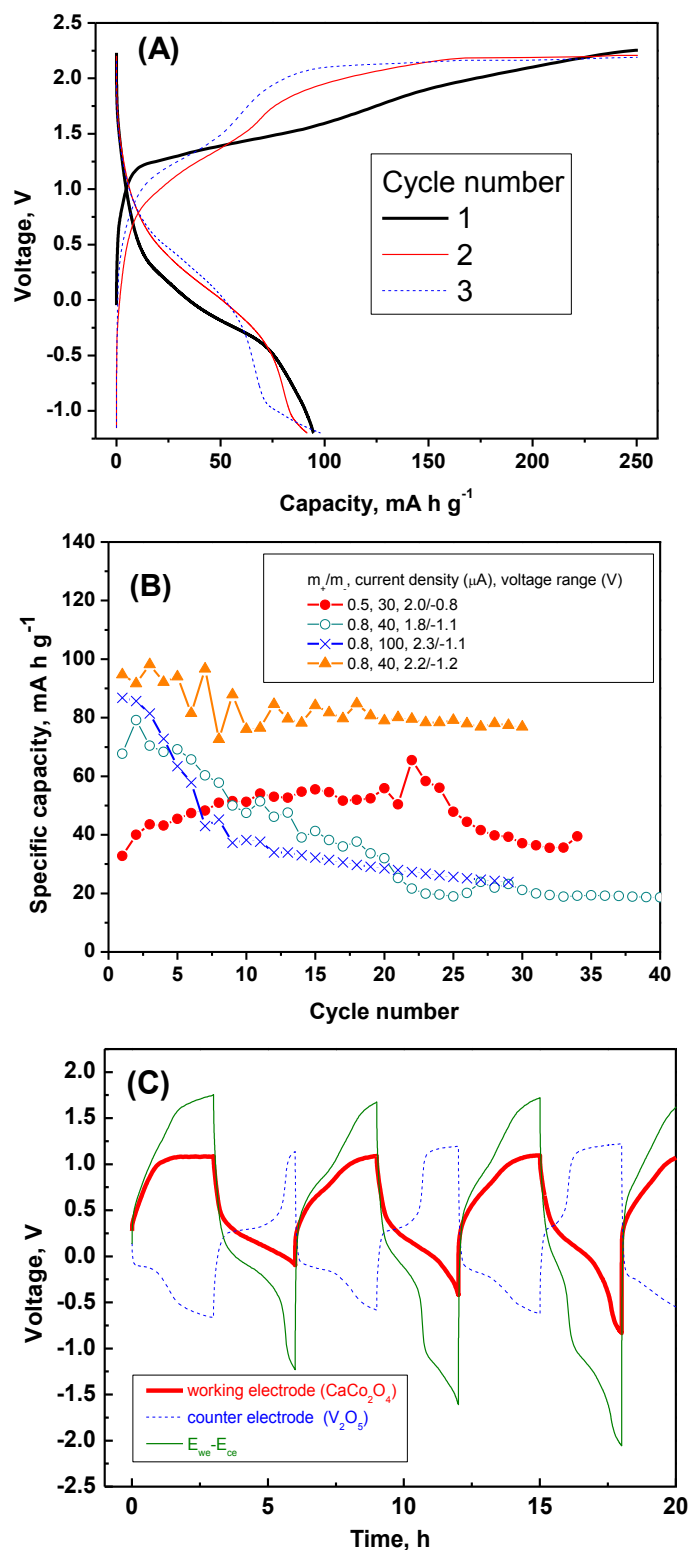 (A)
2.5
2.0
1.5
1.0
0.5
0.0
-0.5
-1.0
Voltage, V
Cycle number
1
2
3
0 50 100 150 200 250
Capacity, mA h g⁻¹
(B)
140
120
100
80
60
40
20
0
Specific capacity, mA h g⁻¹
m₊/m₋, current density (μA), voltage range (V)
0.5, 30, 2.0/-0.8
0.8, 40, 1.8/-1.1
0.8, 100, 2.3/-1.1
0.8, 40, 2.2/-1.2
0 5 10 15 20 25 30 35 40
Cycle number
(C)
2.0
1.5
1.0
0.5
0.0
-0.5
-1.0
-1.5
-2.0
-2.5
Voltage, V
working electrode (CaCo₂O₄)
counter electrode (V₂O₅)
E_we-E_ce
0 5 10 15 20
Time, h